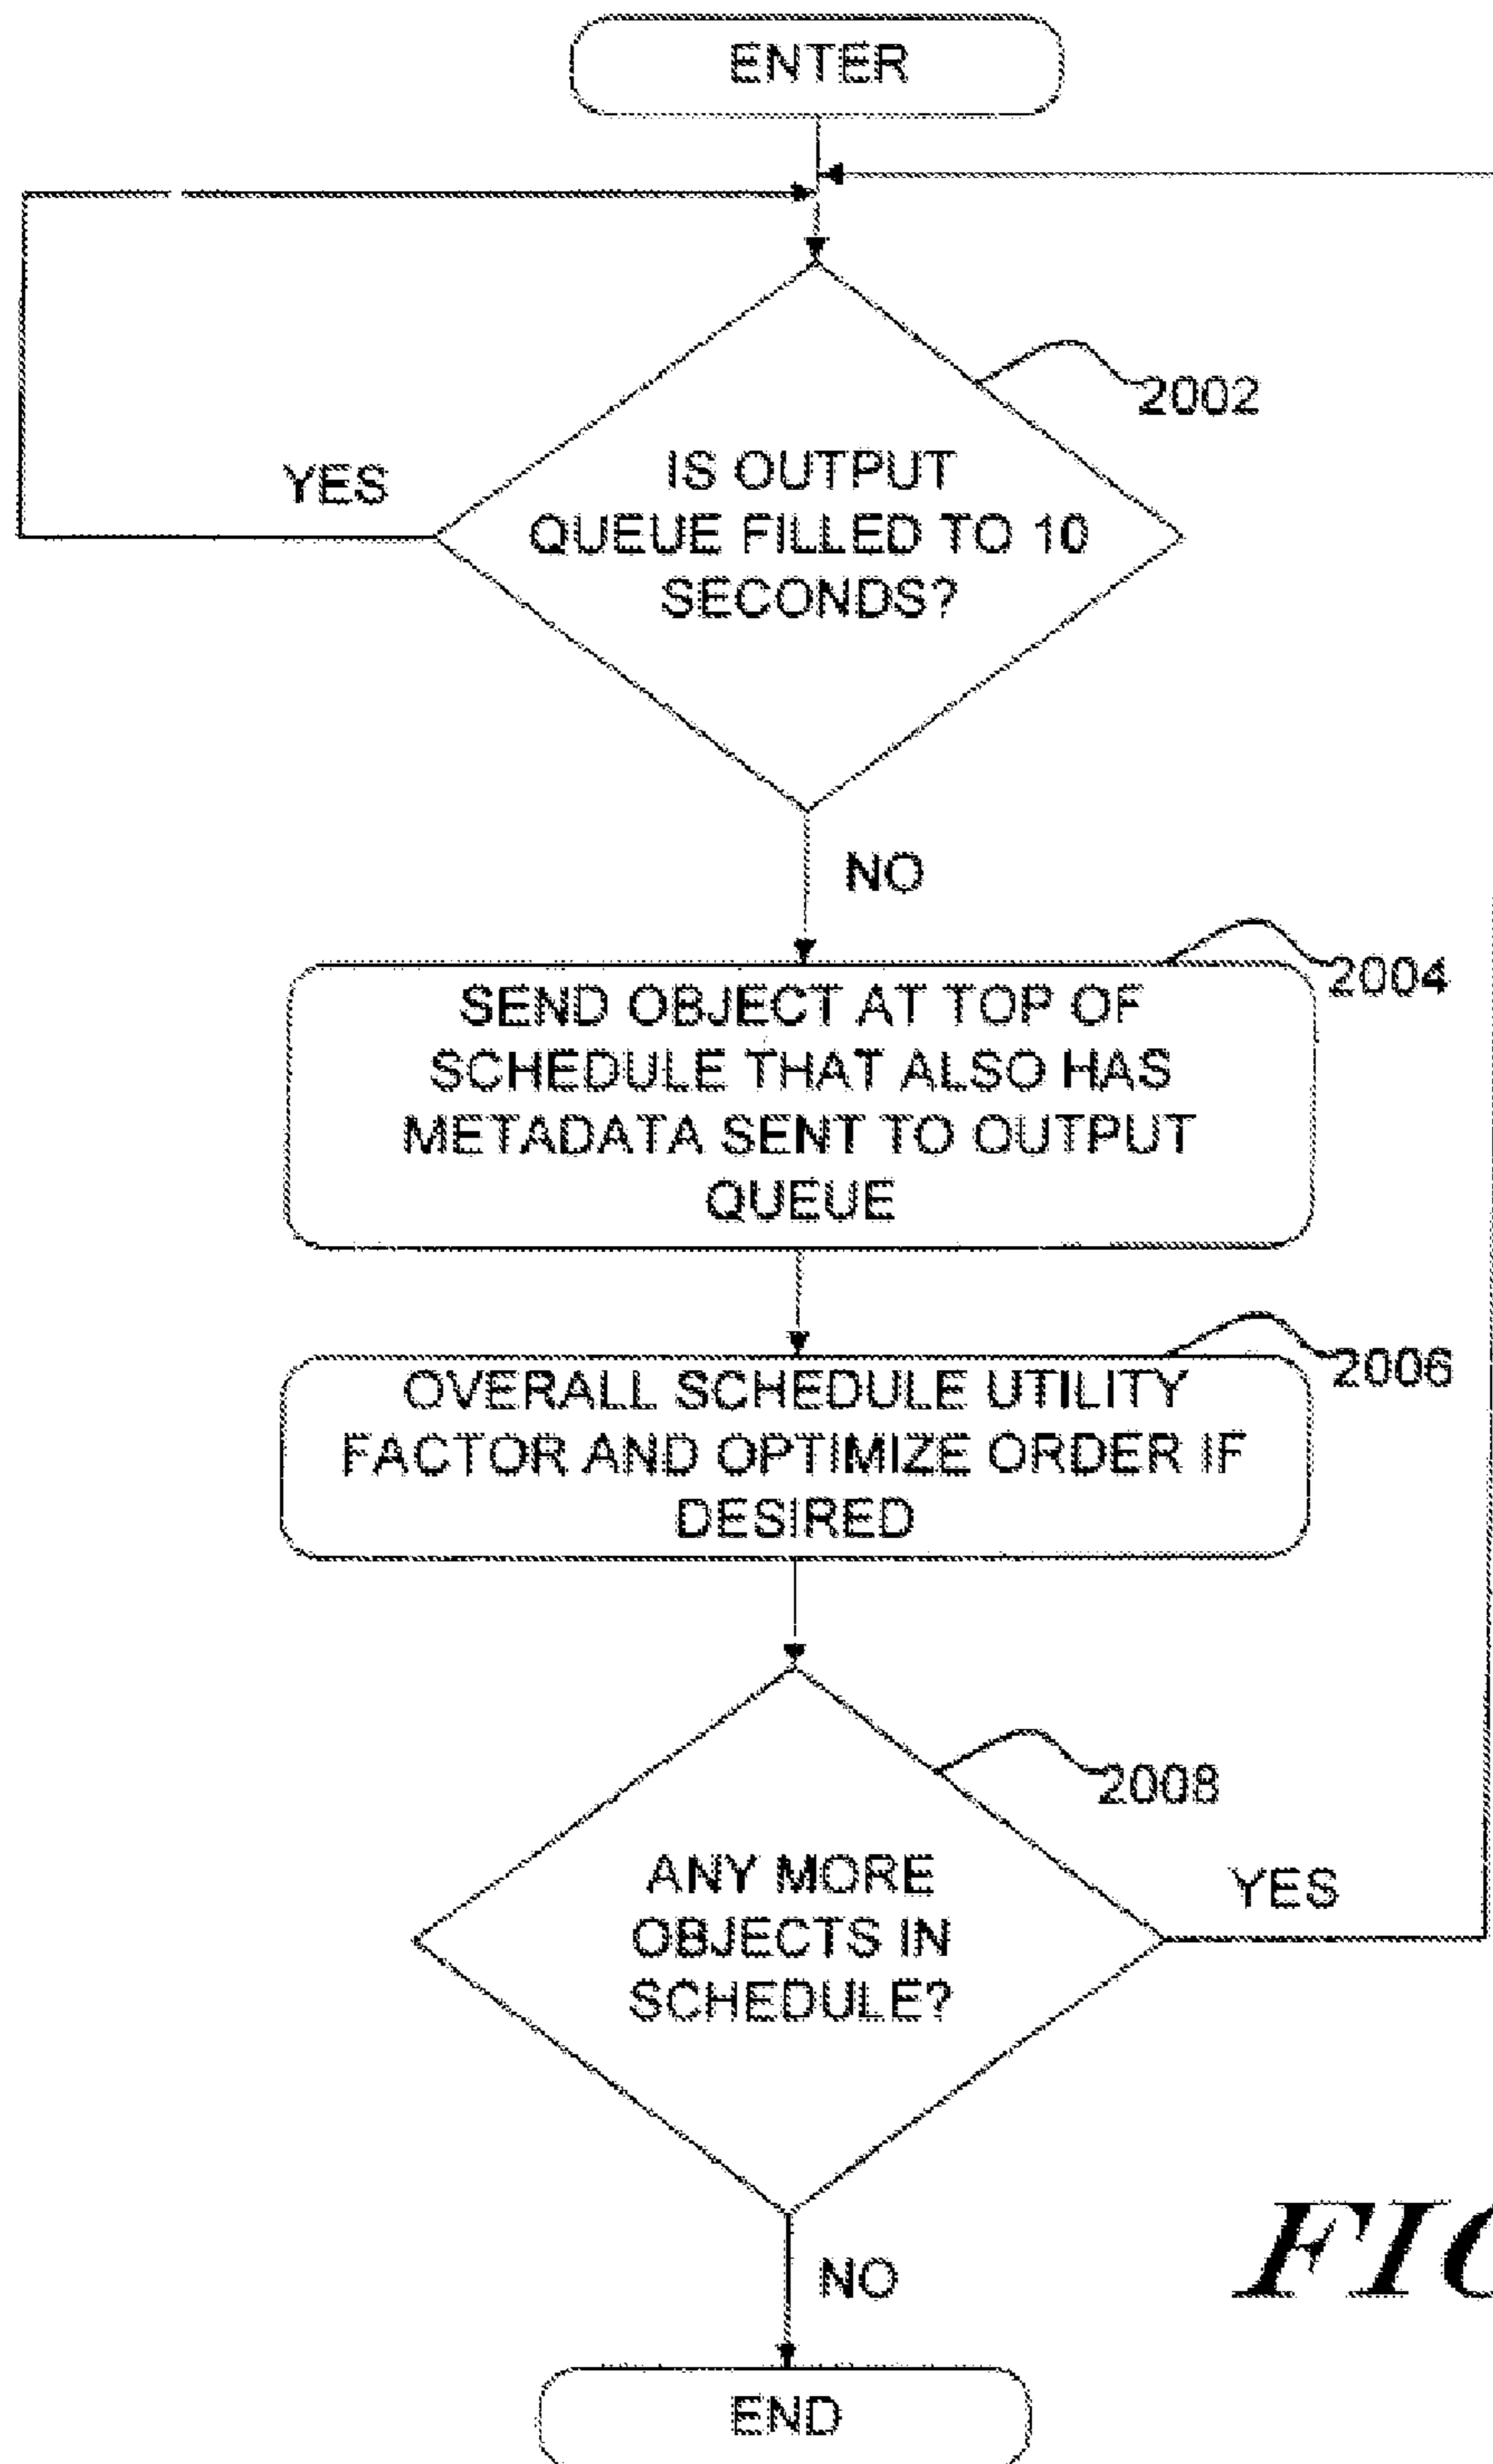 ENTER
2002
IS OUTPUT
QUEUE FILLED TO 10
SECONDS?
YES
NO
2004
SEND OBJECT AT TOP OF
SCHEDULE THAT ALSO HAS
METADATA SENT TO OUTPUT
QUEUE
2006
OVERALL SCHEDULE UTILITY
FACTOR AND OPTIMIZE ORDER IF
DESIRED
2008
ANY MORE
OBJECTS IN
SCHEDULE?
YES
NO
END